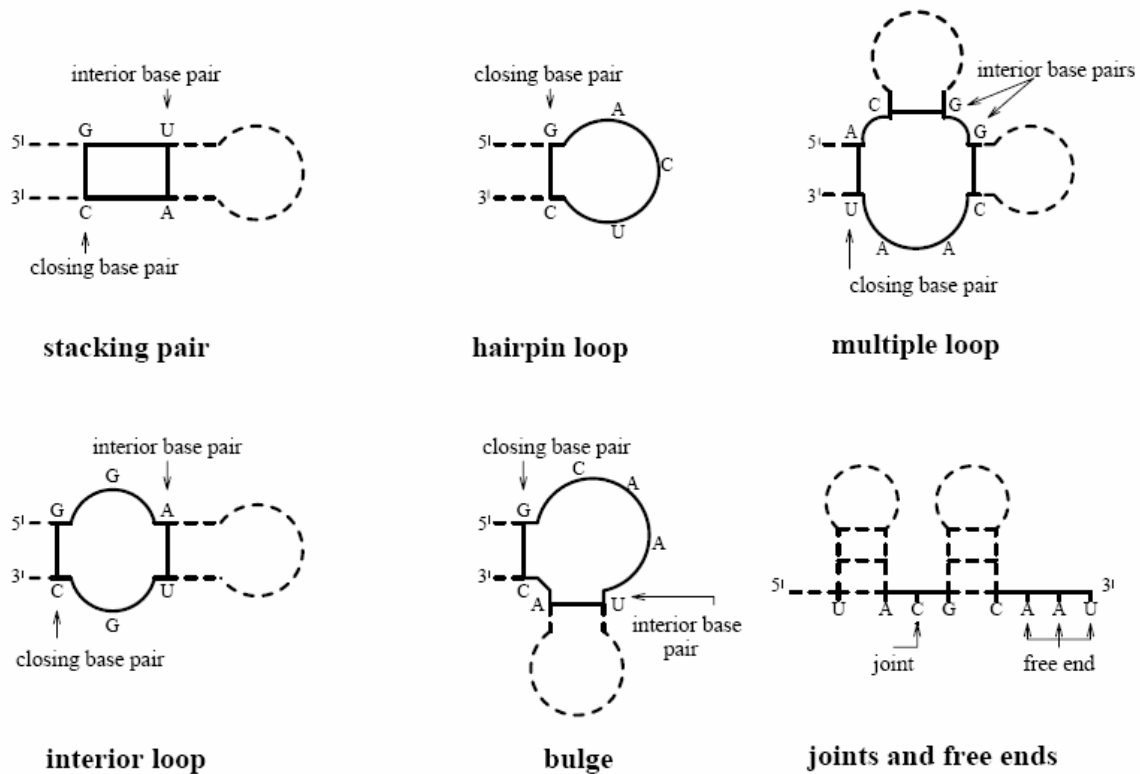 interior base pair
G U
5'
3'
C A
closing base pair
stacking pair
closing base pair
G A
C
C U
hairpin loop
interior base pairs
C G
A G
5'
3'
U C
A A
closing base pair
multiple loop
interior base pair
G
G A
5'
3'
C U
G
closing base pair
interior loop
closing base pair
C
G A
5'
A
3'
C
A U
interior base
pair
bulge
5' 3'
U A C G C A A U
joint free end
joints and free ends